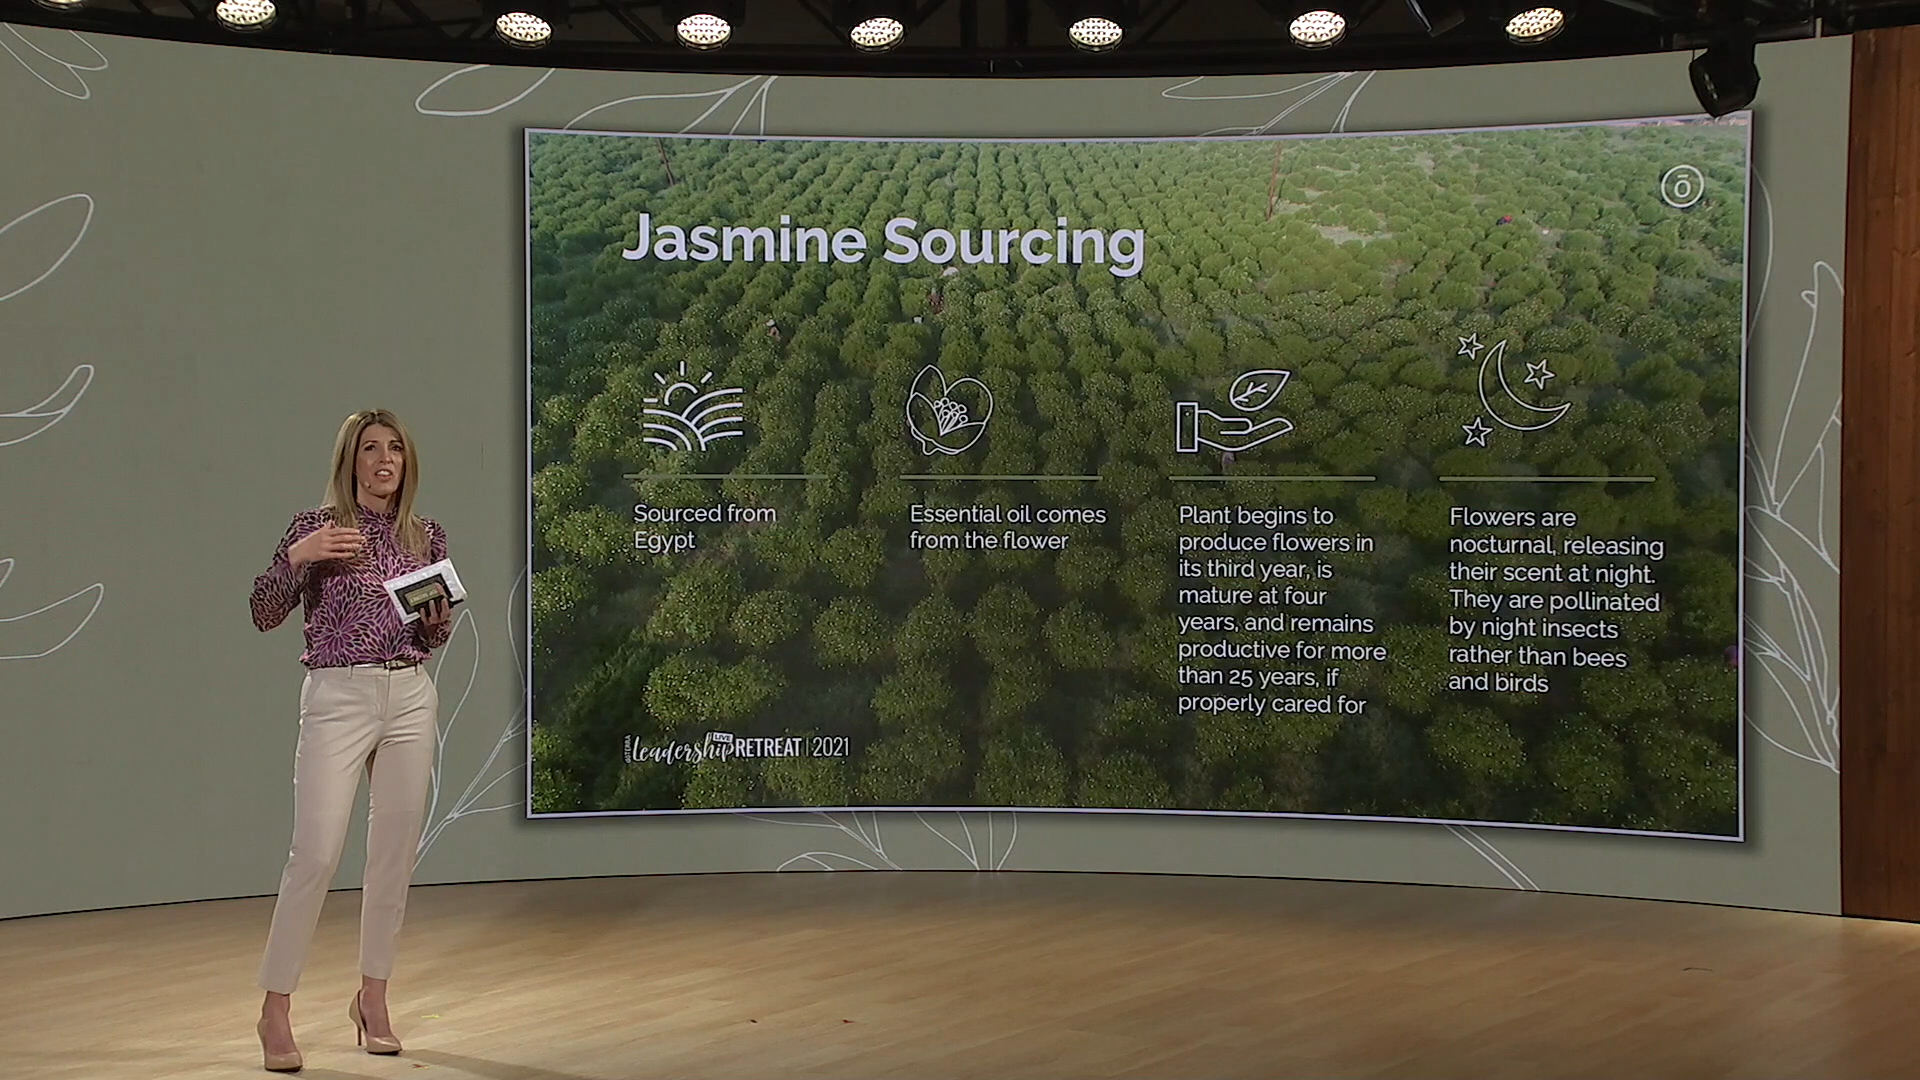 ō
Jasmine Sourcing
Sourced from
Egypt
Essential oil comes
from the flower
Plant begins to
produce flowers in
its third year, is
mature at four
years, and remains
productive for more
than 25 years, if
properly cared for
Flowers are
nocturnal, releasing
their scent at night.
They are pollinated
by night insects
rather than bees
and birds
dōTERRA
Leadership LIVE RETREAT | 2021